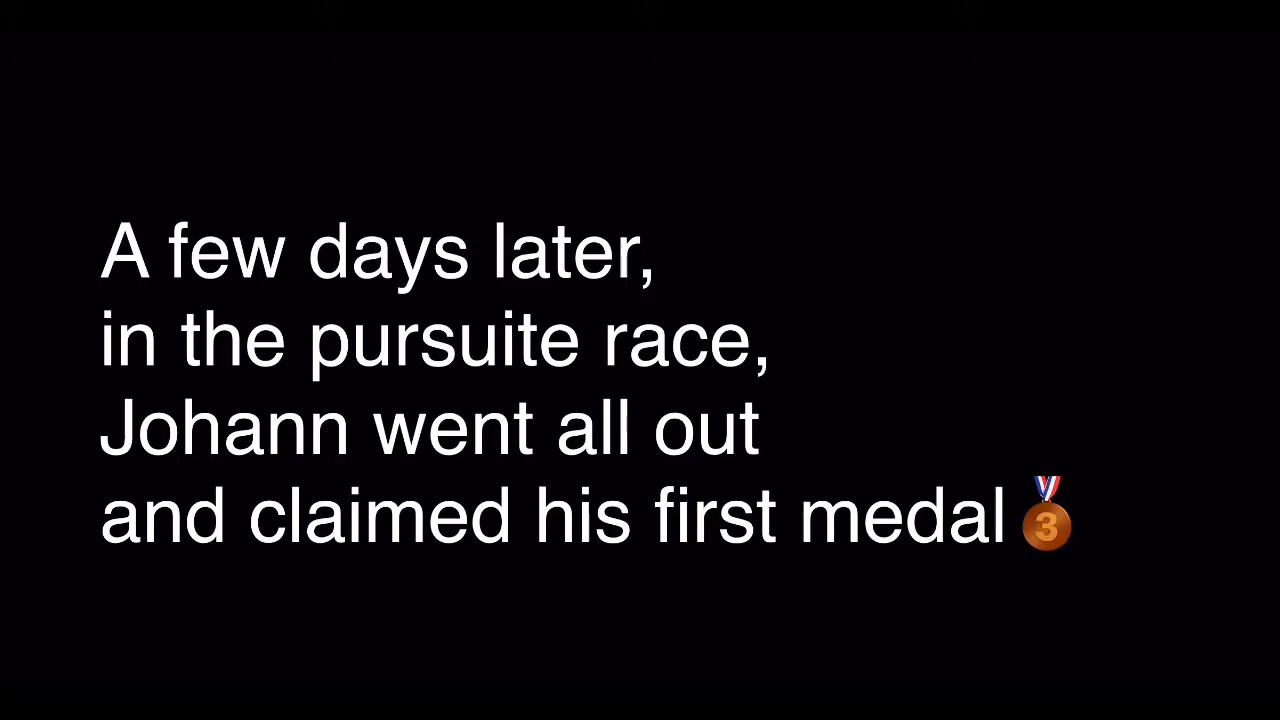 A few days later,
in the pursuite race,
Johann went all out
and claimed his first medal🥉